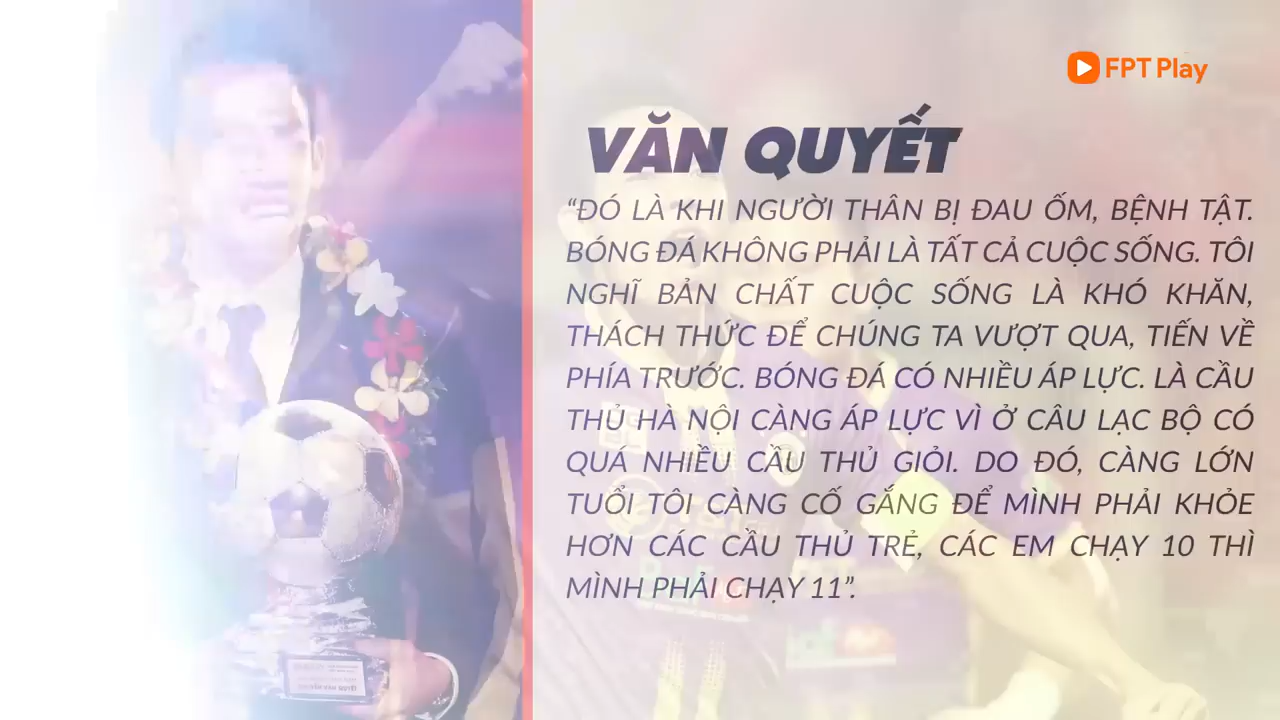 FPT Play
VĂN QUYẾT
“ĐÓ LÀ KHI NGƯỜI THÂN BỊ ĐAU ỐM, BỆNH TẬT.
BÓNG ĐÁ KHÔNG PHẢI LÀ TẤT CẢ CUỘC SỐNG. TÔI
NGHĨ BẢN CHẤT CUỘC SỐNG LÀ KHÓ KHĂN,
THÁCH THỨC ĐỂ CHÚNG TA VƯỢT QUA, TIẾN VỀ
PHÍA TRƯỚC. BÓNG ĐÁ CÓ NHIỀU ÁP LỰC. LÀ CẦU
THỦ HÀ NỘI CÀNG ÁP LỰC VÌ Ở CÂU LẠC BỘ CÓ
QUÁ NHIỀU CẦU THỦ GIỎI. DO ĐÓ, CÀNG LỚN
TUỔI TÔI CÀNG CỐ GẮNG ĐỂ MÌNH PHẢI KHỎE
HƠN CÁC CẦU THỦ TRẺ, CÁC EM CHẠY 10 THÌ
MÌNH PHẢI CHẠY 11”.